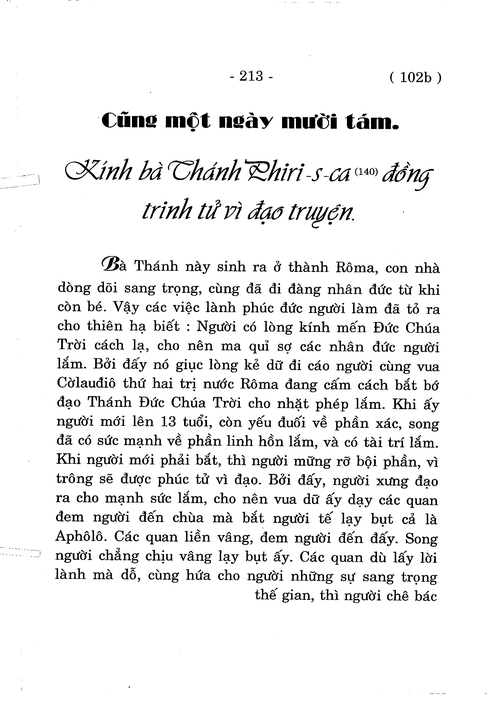 - 213 - ( 102b )
Cũng một ngày mười tám.
Kính bà Thánh Phiri-s-ca (140) đồng
trinh tử vì đạo truyện.
Bà Thánh này sinh ra ở thành Rôma, con nhà
dòng dõi sang trọng, cùng đã đi đàng nhân đức từ khi
còn bé. Vậy các việc lành phúc đức người làm đã tỏ ra
cho thiên hạ biết : Người có lòng kính mến Đức Chúa
Trời cách lạ, cho nên ma quỉ sợ các nhân đức người
lắm. Bởi đấy nó giục lòng kẻ dữ đi cáo người cùng vua
Cờlauđiô thứ hai trị nước Rôma đang cấm cách bắt bớ
đạo Thánh Đức Chúa Trời cho nhặt phép lắm. Khi ấy
người mới lên 13 tuổi, còn yếu đuối về phần xác, song
đã có sức mạnh về phần linh hồn lắm, và có tài trí lắm.
Khi người mới phải bắt, thì người mừng rỡ bội phần, vì
trông sẽ được phúc tử vì đạo. Bởi đấy, người xưng đạo
ra cho mạnh sức lắm, cho nên vua dữ ấy dạy các quan
đem người đến chùa mà bắt người tế lạy bụt cả là
Aphôlô. Các quan liền vâng, đem người đến đấy. Song
người chẳng chịu vâng lạy bụt ấy. Các quan dù lấy lời
lành mà dỗ, cùng hứa cho người những sự sang trọng
thế gian, thì người chê bác